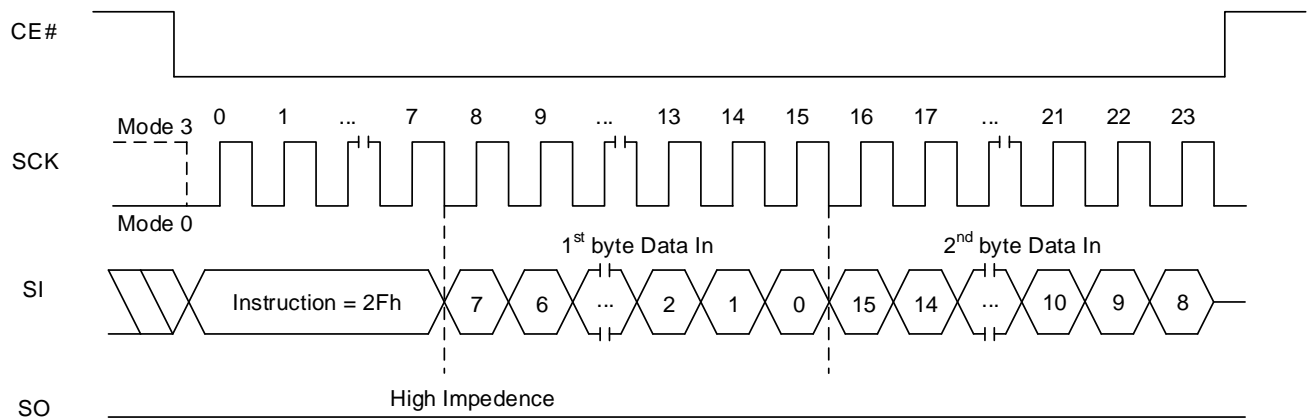 CE#
0 1 ... 7 8 9 ... 13 14 15 16 17 ... 21 22 23
Mode 3
SCK
Mode 0
1st byte Data In 2nd byte Data In
SI Instruction = 2Fh 7 6 ... 2 1 0 15 14 ... 10 9 8
High Impedence
SO